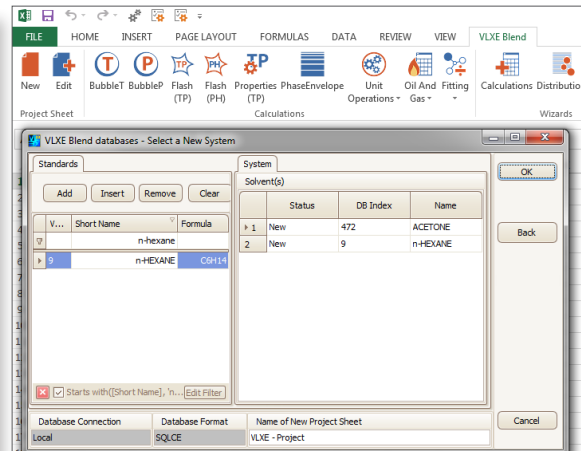 FILE HOME INSERT PAGE LAYOUT FORMULAS DATA REVIEW VIEW VLXE Blend
TP PH TP
New Edit BubbleT BubbleP Flash Flash Properties PhaseEnvelope Unit Oil And Fitting Calculations Distributio
(TP) (PH) (TP) Operations Gas
Project Sheet Calculations Wizards
VLXE Blend databases - Select a New System
Standards System
Solvent(s)
OK
Add Insert Remove Clear
Status DB Index Name
V... Short Name Formula
1 New 472 ACETONE
Back
n-hexane
2 New 9 n-HEXANE
9 n-HEXANE C6H14
Starts with([Short Name], 'n... Edit Filter
Database Connection Database Format Name of New Project Sheet
Cancel
Local SQLCE VLXE - Project